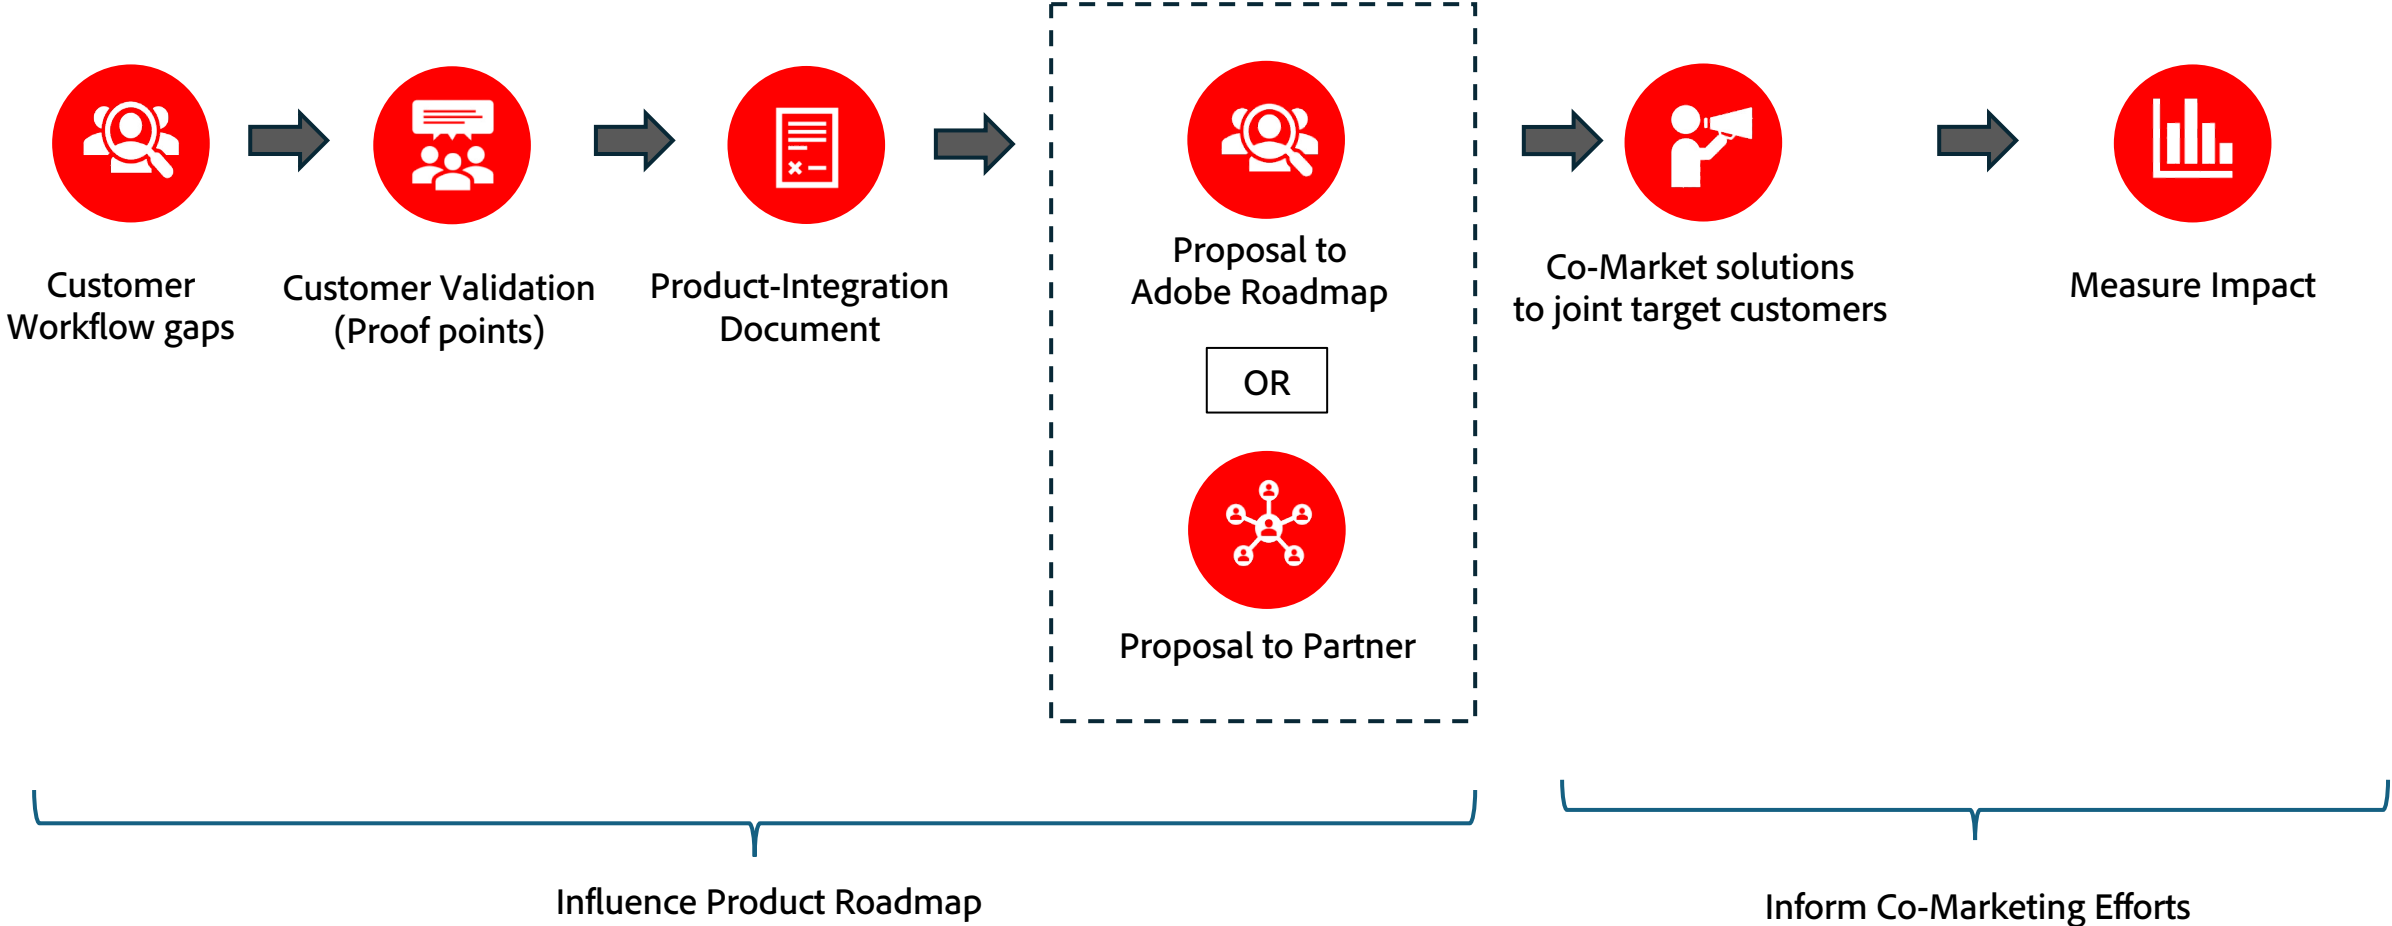 Customer
Workflow gaps
Customer Validation
(Proof points)
Product-Integration
Document
Proposal to
Adobe Roadmap
OR
Proposal to Partner
Co-Market solutions
to joint target customers
Measure Impact
Influence Product Roadmap
Inform Co-Marketing Efforts